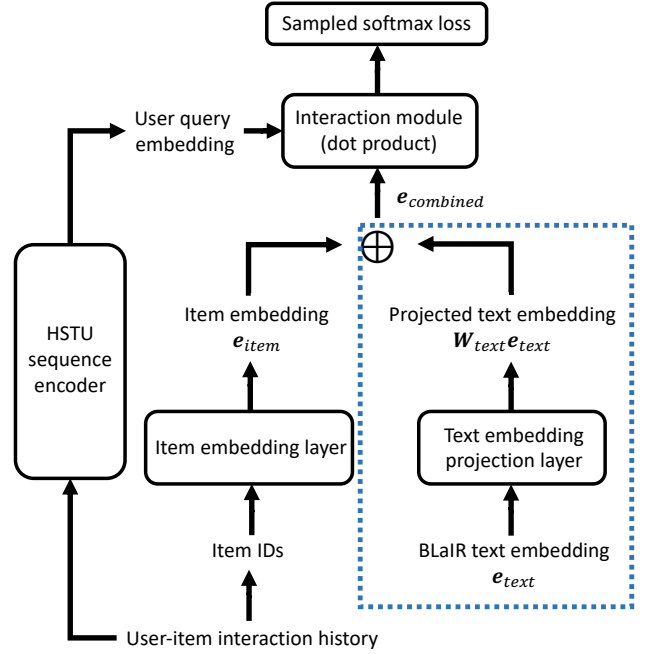 Sampled softmax loss
User query
embedding
Interaction module
(dot product)
e_combined
HSTU
sequence
encoder
Item embedding
e_item
Projected text embedding
W_text e_text
Item embedding layer
Text embedding
projection layer
Item IDs
BLaIR text embedding
e_text
User-item interaction history